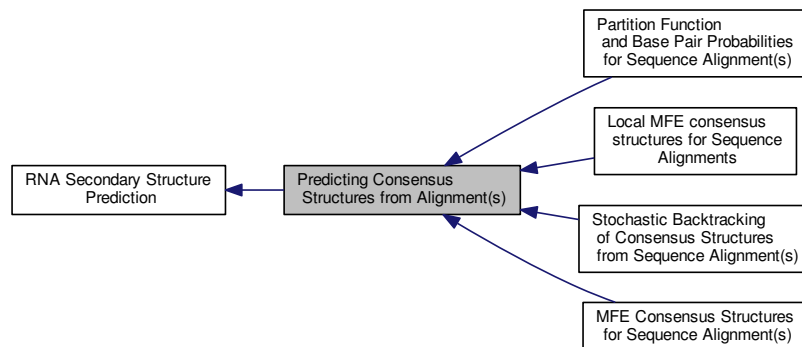 Partition Function
and Base Pair Probabilities
for Sequence Alignment(s)
Local MFE consensus
structures for Sequence
Alignments
RNA Secondary Structure
Prediction
Predicting Consensus
Structures from Alignment(s)
Stochastic Backtracking
of Consensus Structures
from Sequence Alignment(s)
MFE Consensus Structures
for Sequence Alignment(s)